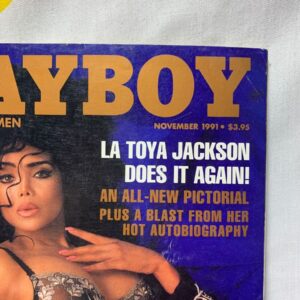 AYBOY
MEN
NOVEMBER 1991 • $3.95
LA TOYA JACKSON
DOES IT AGAIN!
AN ALL-NEW PICTORIAL
PLUS A BLAST FROM HER
HOT AUTOBIOGRAPHY